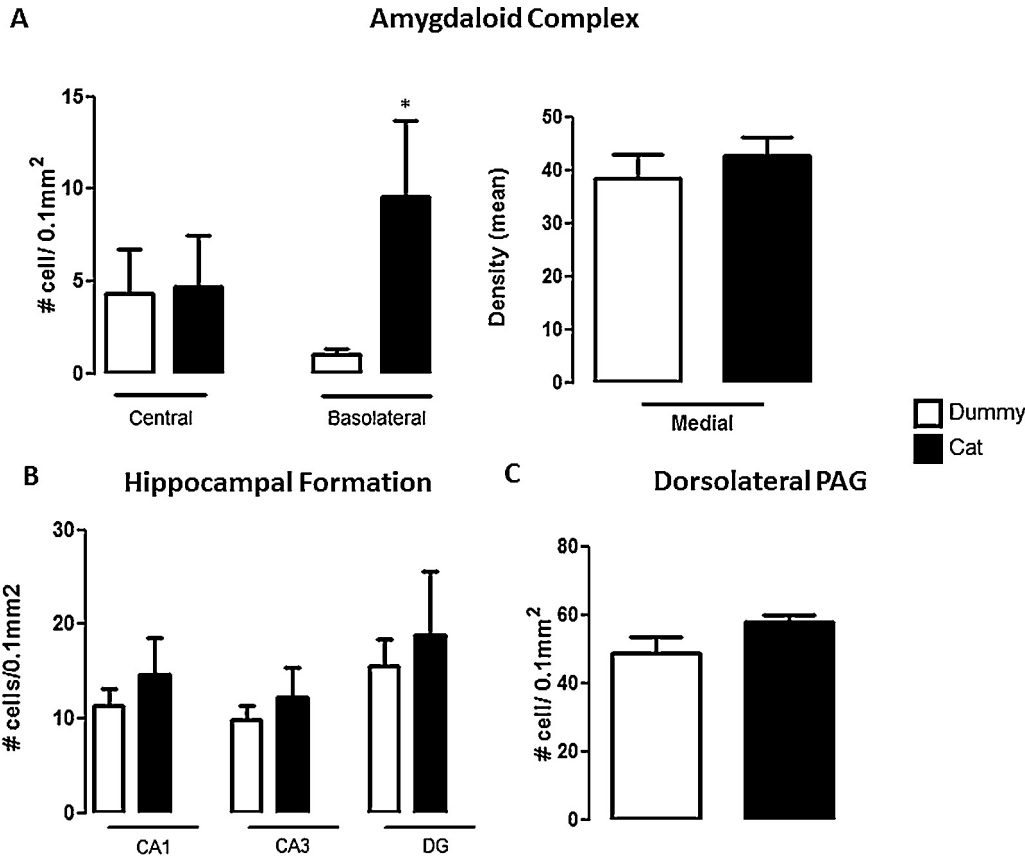 A
Amygdaloid Complex
15
10
5
0
# cell/ 0.1mm2
*
Central
Basolateral
50
40
30
20
10
0
Density (mean)
Medial
Dummy
Cat
B
Hippocampal Formation
30
20
10
0
# cells/0.1mm2
CA1
CA3
DG
C
Dorsolateral PAG
80
60
40
20
0
# cell/ 0.1mm2